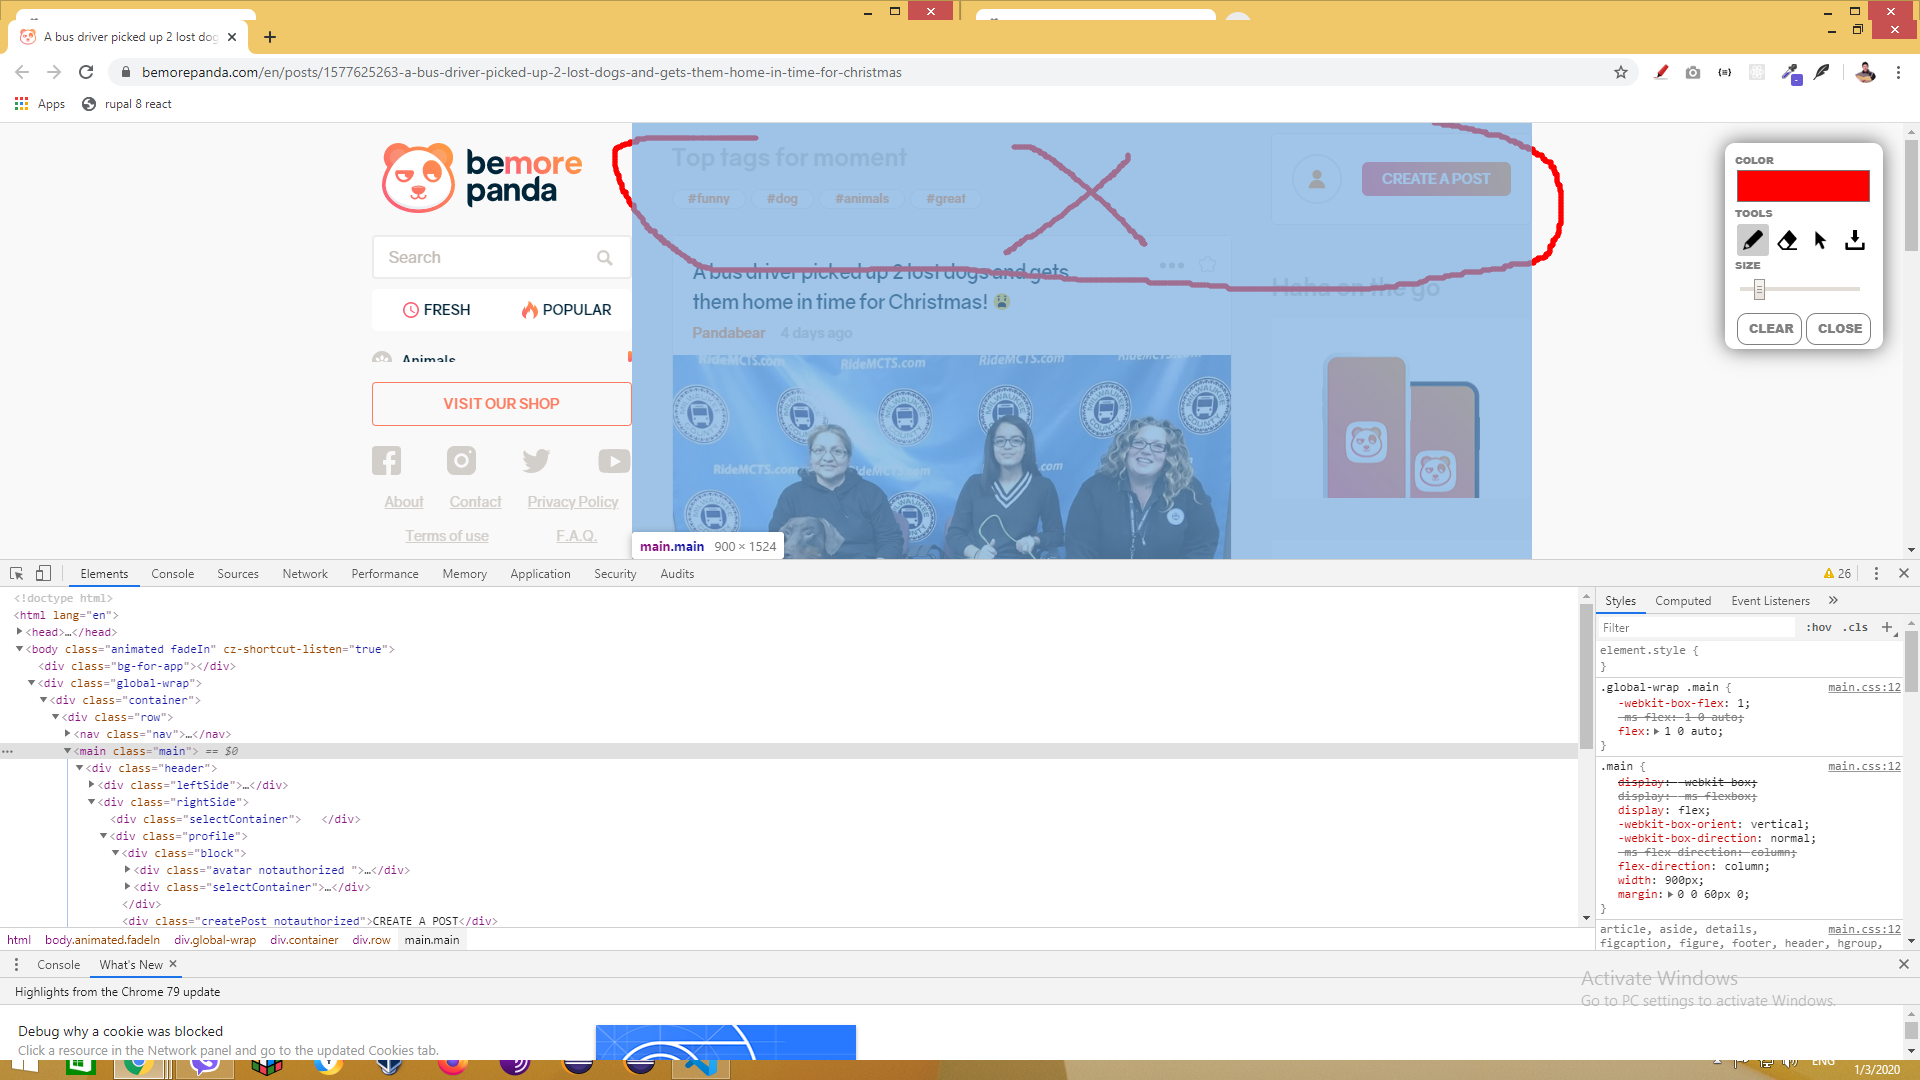 A bus driver picked up 2 lost dog
bemorepanda.com/en/posts/1577625263-a-bus-driver-picked-up-2-lost-dogs-and-gets-them-home-in-time-for-christmas
Apps rupal 8 react
bemore
panda
Search
FRESH POPULAR
Animals
VISIT OUR SHOP
About Contact Privacy Policy
Terms of use F.A.Q.
Top tags for moment
#funny #dog #animals #great
CREATE A POST
A bus driver picked up 2 lost dogs and gets
them home in time for Christmas!
Pandabear 4 days ago
Haha on the go
RideMCTS.com
RideMCTS.com
main.main 900 × 1524
COLOR
TOOLS
SIZE
CLEAR CLOSE
Elements Console Sources Network Performance Memory Application Security Audits 26
<!doctype html>
<html lang="en">
<head>…</head>
<body class="animated fadeIn" cz-shortcut-listen="true">
<div class="bg-for-app"></div>
<div class="global-wrap">
<div class="container">
<div class="row">
<nav class="nav">…</nav>
<main class="main"> == $0
<div class="header">
<div class="leftSide">…</div>
<div class="rightSide">
<div class="selectContainer"> </div>
<div class="profile">
<div class="block">
<div class="avatar notauthorized ">…</div>
<div class="selectContainer">…</div>
</div>
<div class="createPost notauthorized">CREATE A POST</div>
html body.animated.fadeIn div.global-wrap div.container div.row main.main
Styles Computed Event Listeners
Filter :hov .cls
element.style {
}
.global-wrap .main { main.css:12
-webkit-box-flex: 1;
-ms-flex: 1 0 auto;
flex: 1 0 auto;
}
.main { main.css:12
display: -webkit-box;
display: -ms-flexbox;
display: flex;
-webkit-box-orient: vertical;
-webkit-box-direction: normal;
-ms-flex-direction: column;
flex-direction: column;
width: 900px;
margin: 0 0 60px 0;
}
article, aside, details, main.css:12
figcaption, figure, footer, header, hgroup,
Console What's New
Highlights from the Chrome 79 update
Debug why a cookie was blocked
Click a resource in the Network panel and go to the updated Cookies tab.
Activate Windows
Go to PC settings to activate Windows.
ENG
1/3/2020